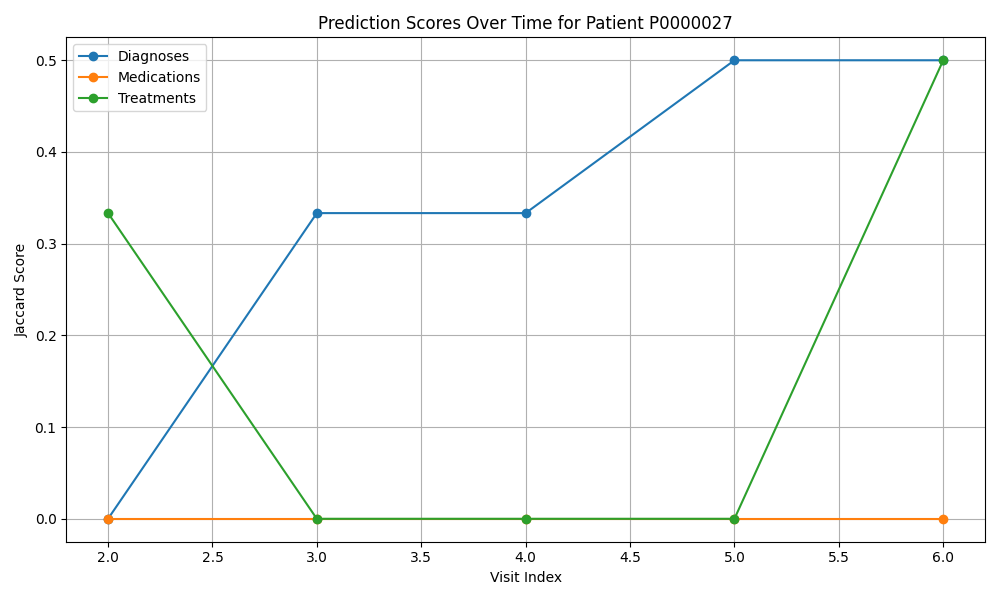 Prediction Scores Over Time for Patient P0000027
Diagnoses
Medications
Treatments
Jaccard Score
0.5
0.4
0.3
0.2
0.1
0.0
2.0 2.5 3.0 3.5 4.0 4.5 5.0 5.5 6.0
Visit Index